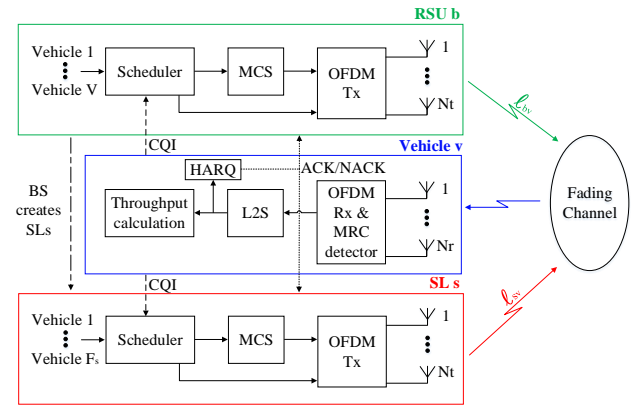 RSU b
Vehicle 1
Vehicle V
Scheduler
MCS
OFDM
Tx
1
Nt
ℓbv
CQI
Vehicle v
BS
creates
SLs
HARQ
ACK/NACK
Throughput
calculation
L2S
OFDM
Rx &
MRC
detector
1
Nr
Fading
Channel
CQI
SL s
ℓsv
Vehicle 1
Vehicle Fs
Scheduler
MCS
OFDM
Tx
1
Nt